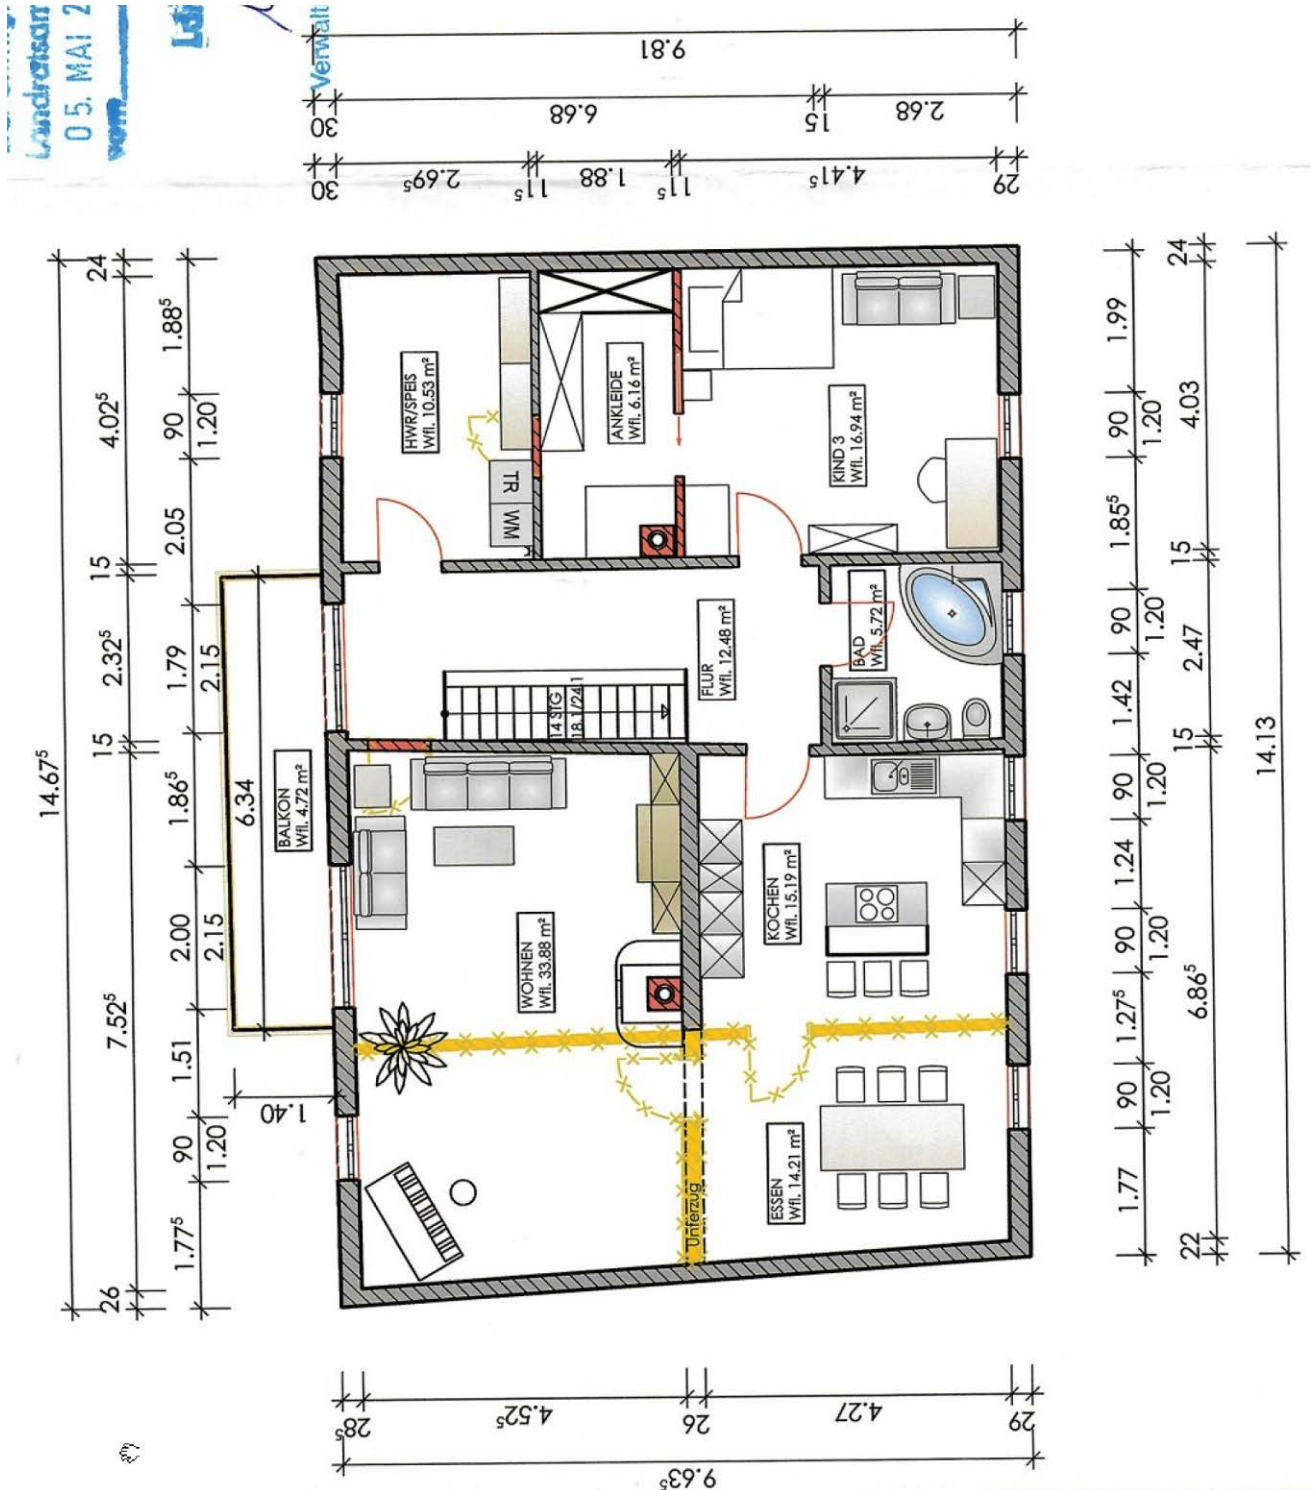 Landratsam
05. MAI 2
vom
Verwalt
9.81
30
6.68
15
2.68
30
2.69⁵
11⁵
1.88
11⁵
4.41⁵
29
14.67⁵
24
4.02⁵
15
2.32⁵
15
7.52⁵
26
1.88⁵
90
1.20
2.05
1.79
2.15
1.86⁵
2.00
2.15
1.51
90
1.20
1.77⁵
6.34
1.40
BALKON
Wfl. 4.72 m²
HWR/SPEIS
Wfl. 10.53 m²
TR
WM
ANKLEIDE
Wfl. 6.16 m²
KIND 3
Wfl. 16.94 m²
FLUR
Wfl. 12.48 m²
14 STG
18.1/24.1
BAD
Wfl. 5.72 m²
WOHNEN
Wfl. 33.88 m²
KOCHEN
Wfl. 15.19 m²
ESSEN
Wfl. 14.21 m²
Unterzug
1.99
90
1.20
1.85⁵
90
1.20
1.42
90
1.20
1.24
90
1.20
1.27⁵
90
1.20
1.77
24
4.03
15
2.47
15
6.86⁵
22
14.13
28⁵
4.52⁵
26
4.27
29
9.63⁵